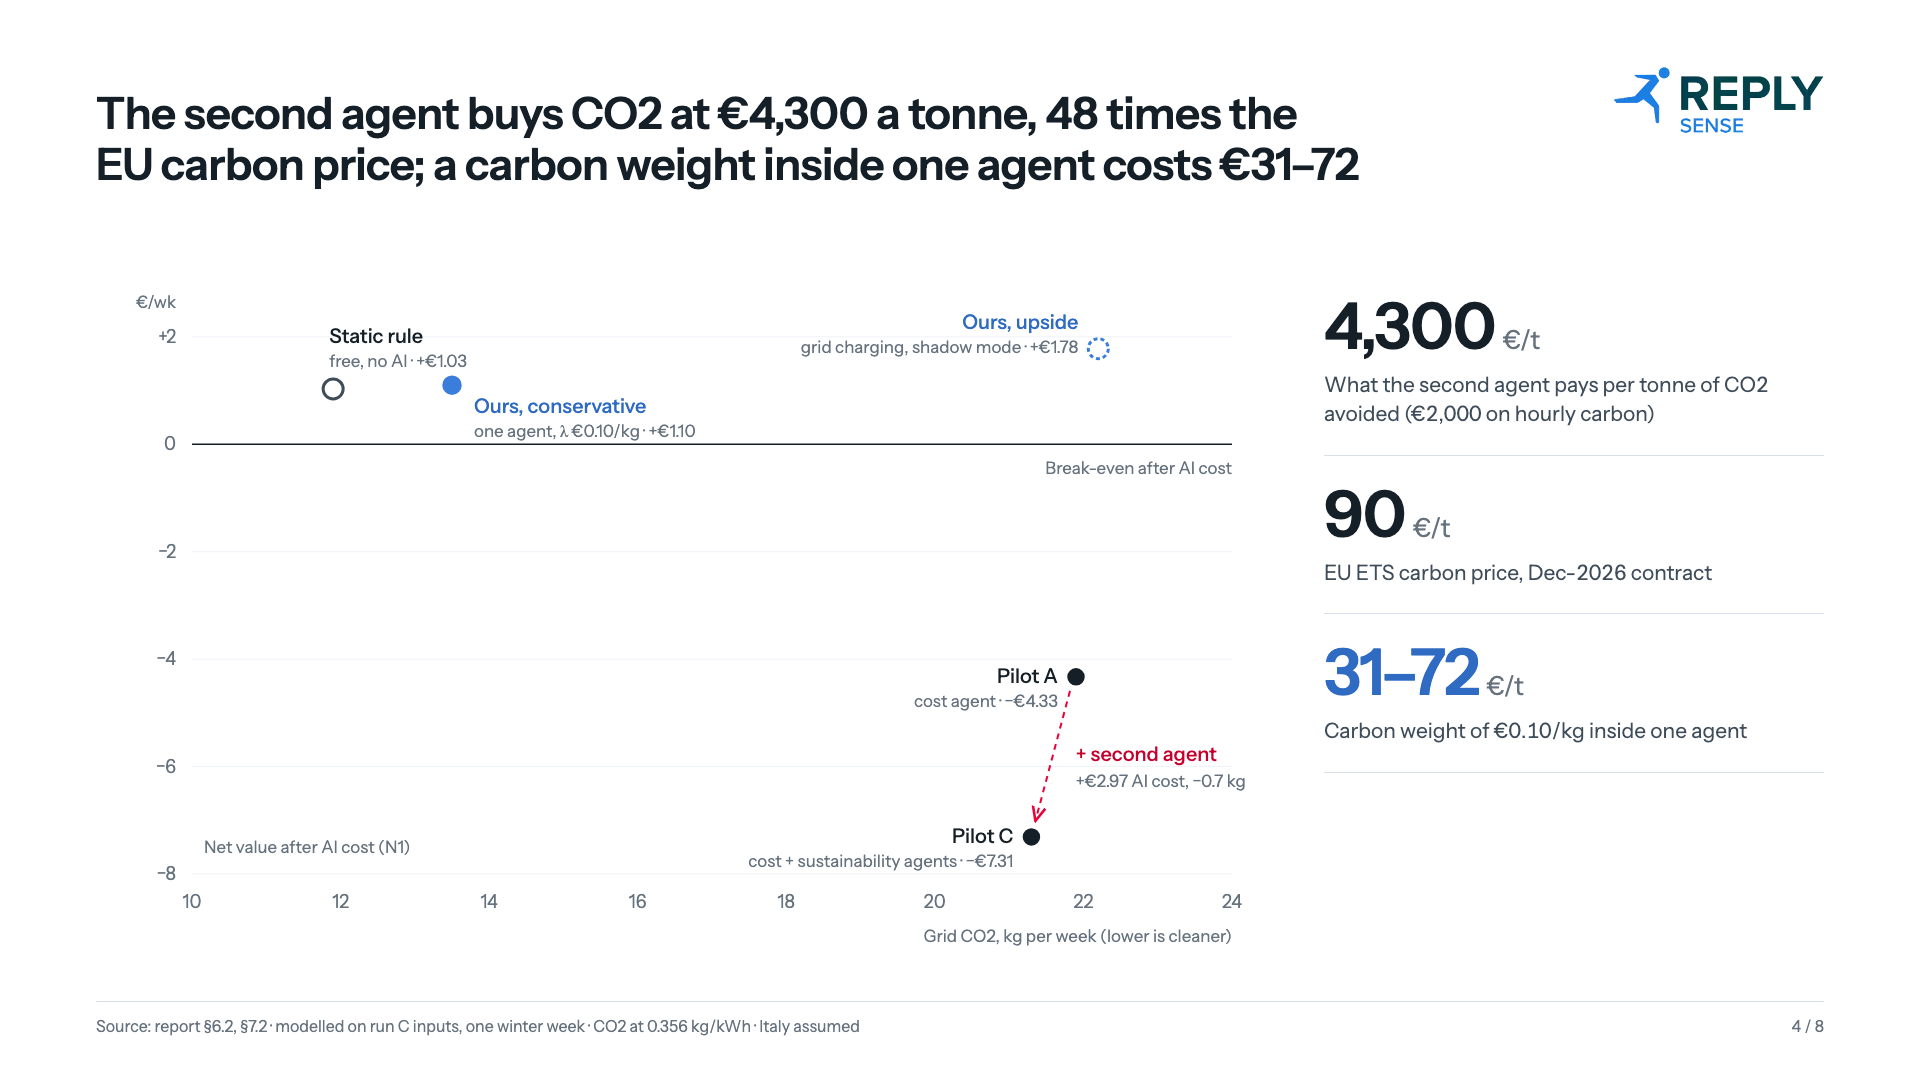 The second agent buys CO2 at €4,300 a tonne, 48 times the
EU carbon price; a carbon weight inside one agent costs €31–72
REPLY
SENSE
€/wk
+2
0
−2
−4
−6
−8
Static rule
free, no AI · +€1.03
Ours, conservative
one agent, λ €0.10/kg · +€1.10
Ours, upside
grid charging, shadow mode · +€1.78
Break-even after AI cost
Pilot A
cost agent · −€4.33
+ second agent
+€2.97 AI cost, −0.7 kg
Pilot C
cost + sustainability agents · −€7.31
Net value after AI cost (N1)
10 12 14 16 18 20 22 24
Grid CO2, kg per week (lower is cleaner)
4,300 €/t
What the second agent pays per tonne of CO2
avoided (€2,000 on hourly carbon)
90 €/t
EU ETS carbon price, Dec-2026 contract
31–72 €/t
Carbon weight of €0.10/kg inside one agent
Source: report §6.2, §7.2 · modelled on run C inputs, one winter week · CO2 at 0.356 kg/kWh · Italy assumed
4 / 8